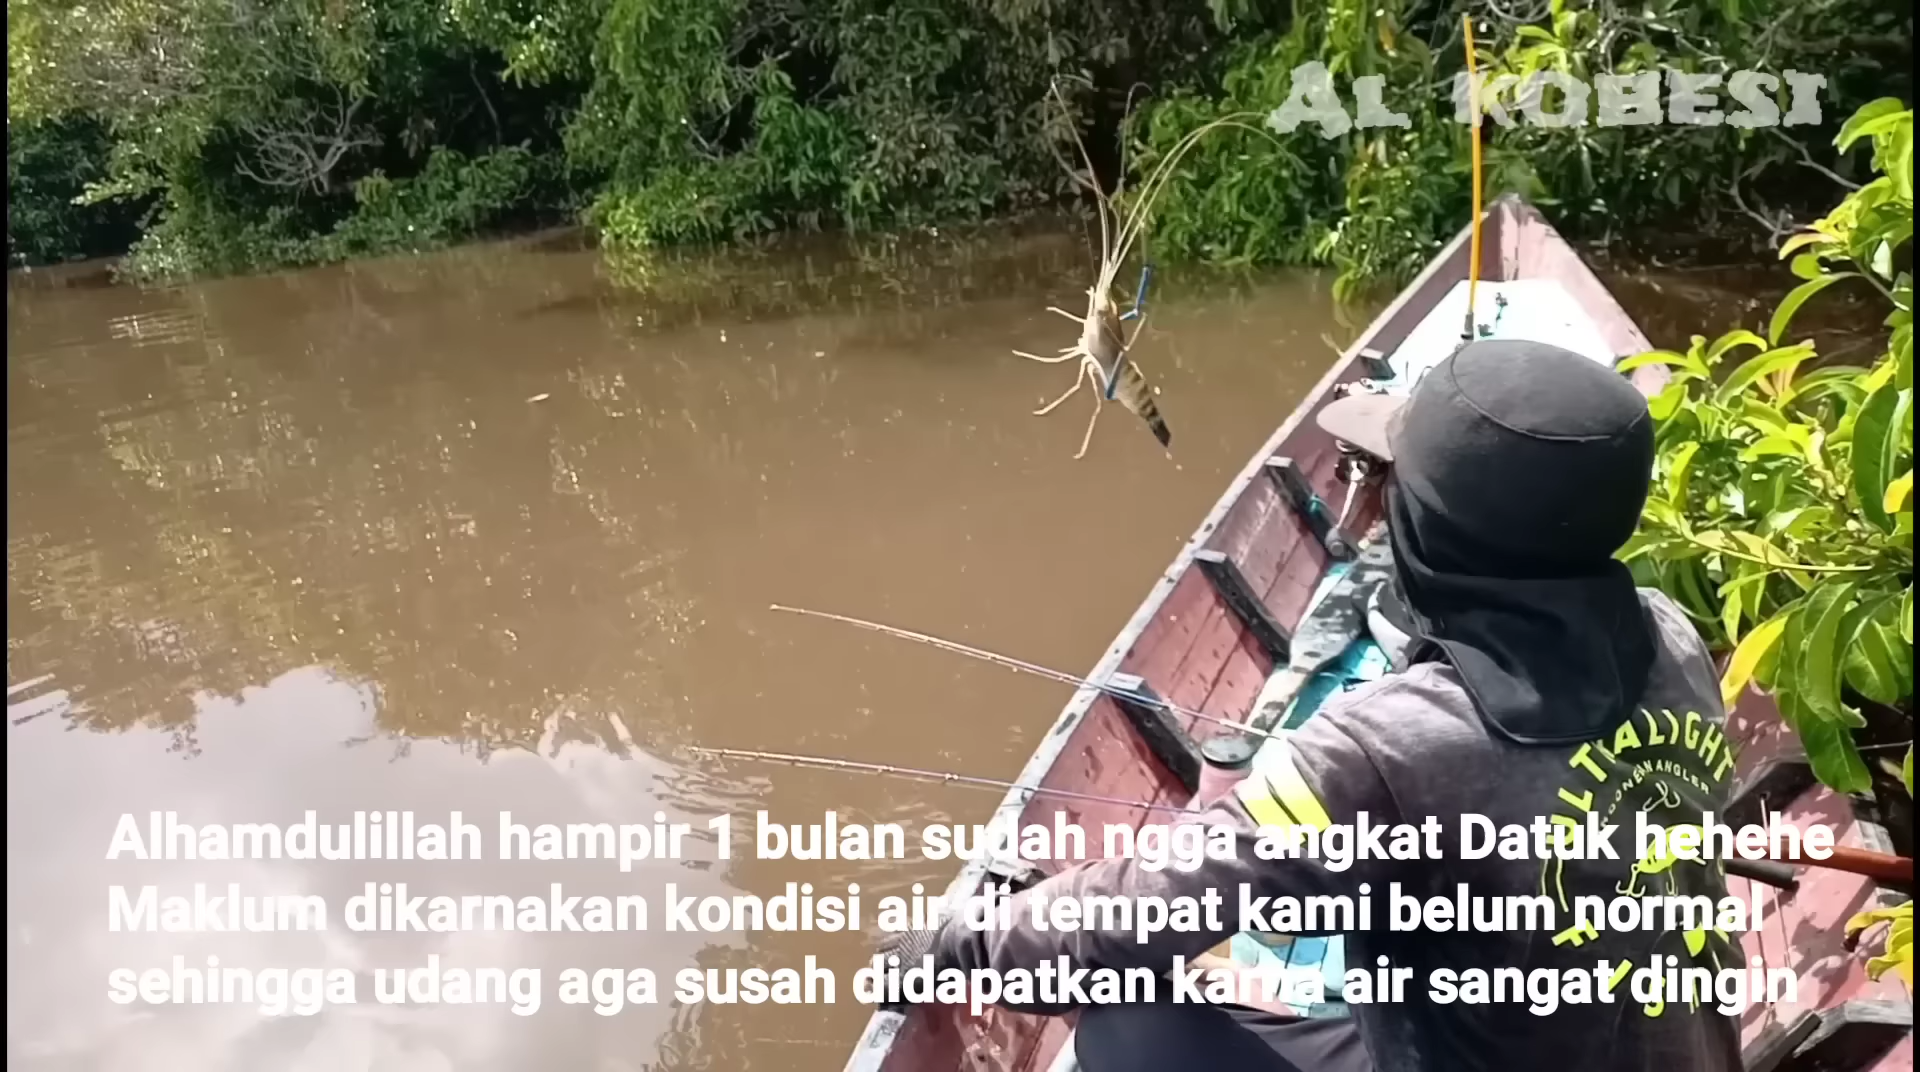 AL KOBESI
ULTRALIGHT
Alhamdulillah hampir 1 bulan sudah ngga angkat Datuk hehehe
Maklum dikarnakan kondisi air di tempat kami belum normal
sehingga udang aga susah didapatkan karna air sangat dingin